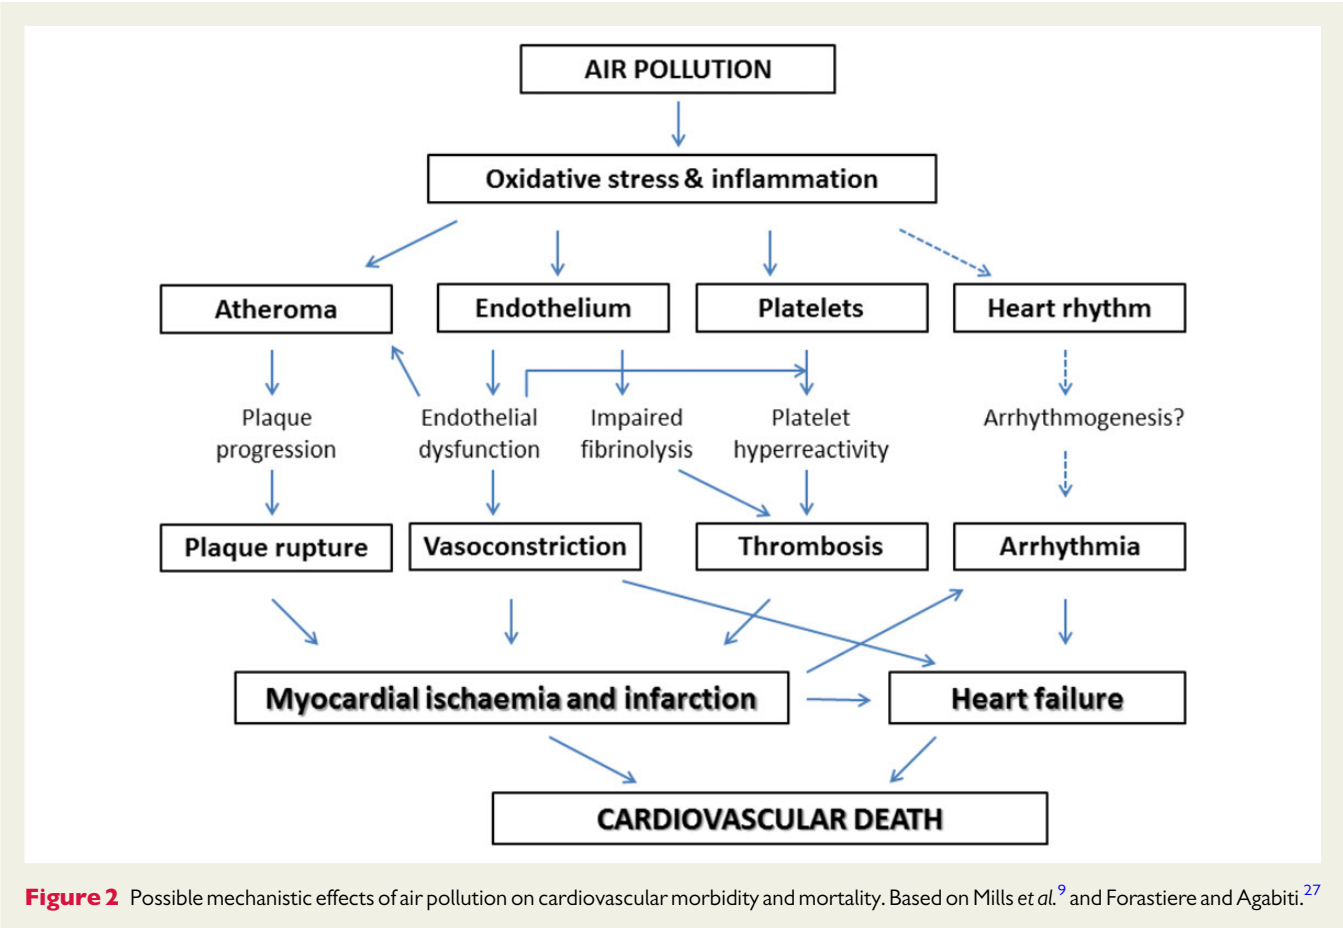 AIR POLLUTION
Oxidative stress & inflammation
Atheroma
Endothelium
Platelets
Heart rhythm
Plaque
progression
Endothelial
dysfunction
Impaired
fibrinolysis
Platelet
hyperreactivity
Arrhythmogenesis?
Plaque rupture
Vasoconstriction
Thrombosis
Arrhythmia
Myocardial ischaemia and infarction
Heart failure
CARDIOVASCULAR DEATH
Figure 2 Possible mechanistic effects of air pollution on cardiovascular morbidity and mortality. Based on Mills et al.9 and Forastiere and Agabiti.27